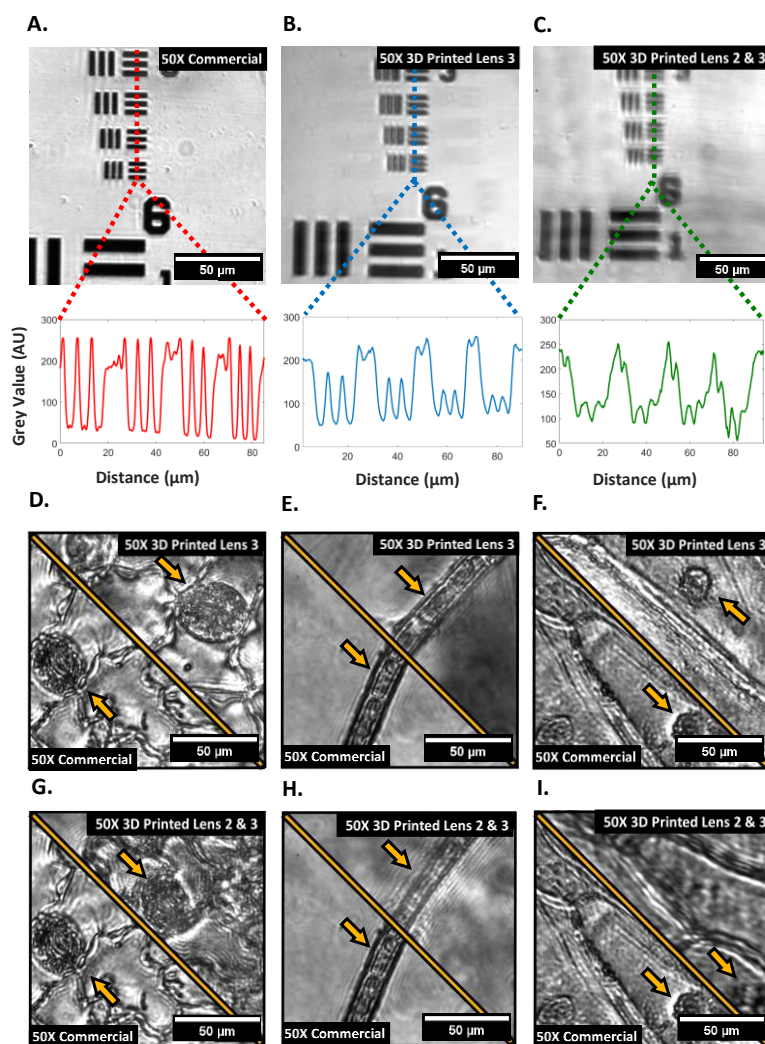 A.
B.
C.
50X Commercial
50X 3D Printed Lens 3
50X 3D Printed Lens 2 & 3
6
6
6
1
50 µm
50 µm
50 µm
Grey Value (AU)
300
200
100
0
0
20
40
60
80
Distance (µm)
300
200
100
0
20
40
60
80
Distance (µm)
300
250
200
150
100
50
0
20
40
60
80
Distance (µm)
D.
E.
F.
50X 3D Printed Lens 3
50X 3D Printed Lens 3
50X 3D Printed Lens 3
50X Commercial
50 µm
50X Commercial
50 µm
50X Commercial
50 µm
G.
H.
I.
50X 3D Printed Lens 2 & 3
50X 3D Printed Lens 2 & 3
50X 3D Printed Lens 2 & 3
50X Commercial
50 µm
50X Commercial
50 µm
50X Commercial
50 µm